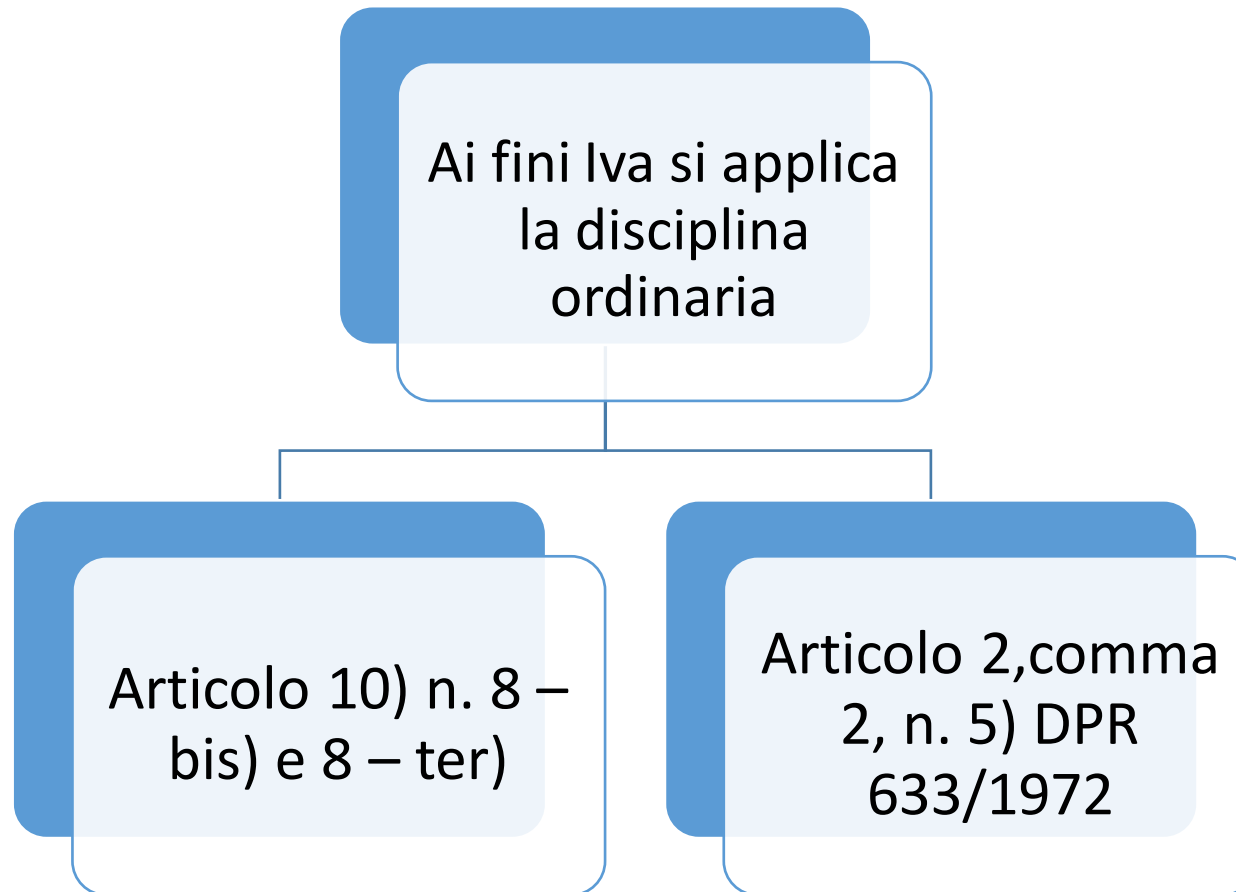 Ai fini Iva si applica
la disciplina
ordinaria
Articolo 10) n. 8 –
bis) e 8 – ter)
Articolo 2,comma
2, n. 5) DPR
633/1972